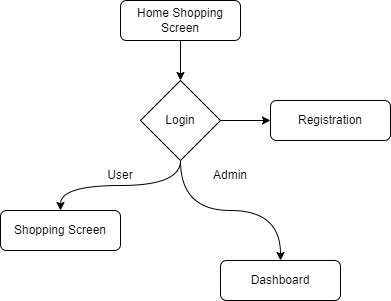 Home Shopping
Screen
Login
Registration
User
Admin
Shopping Screen
Dashboard